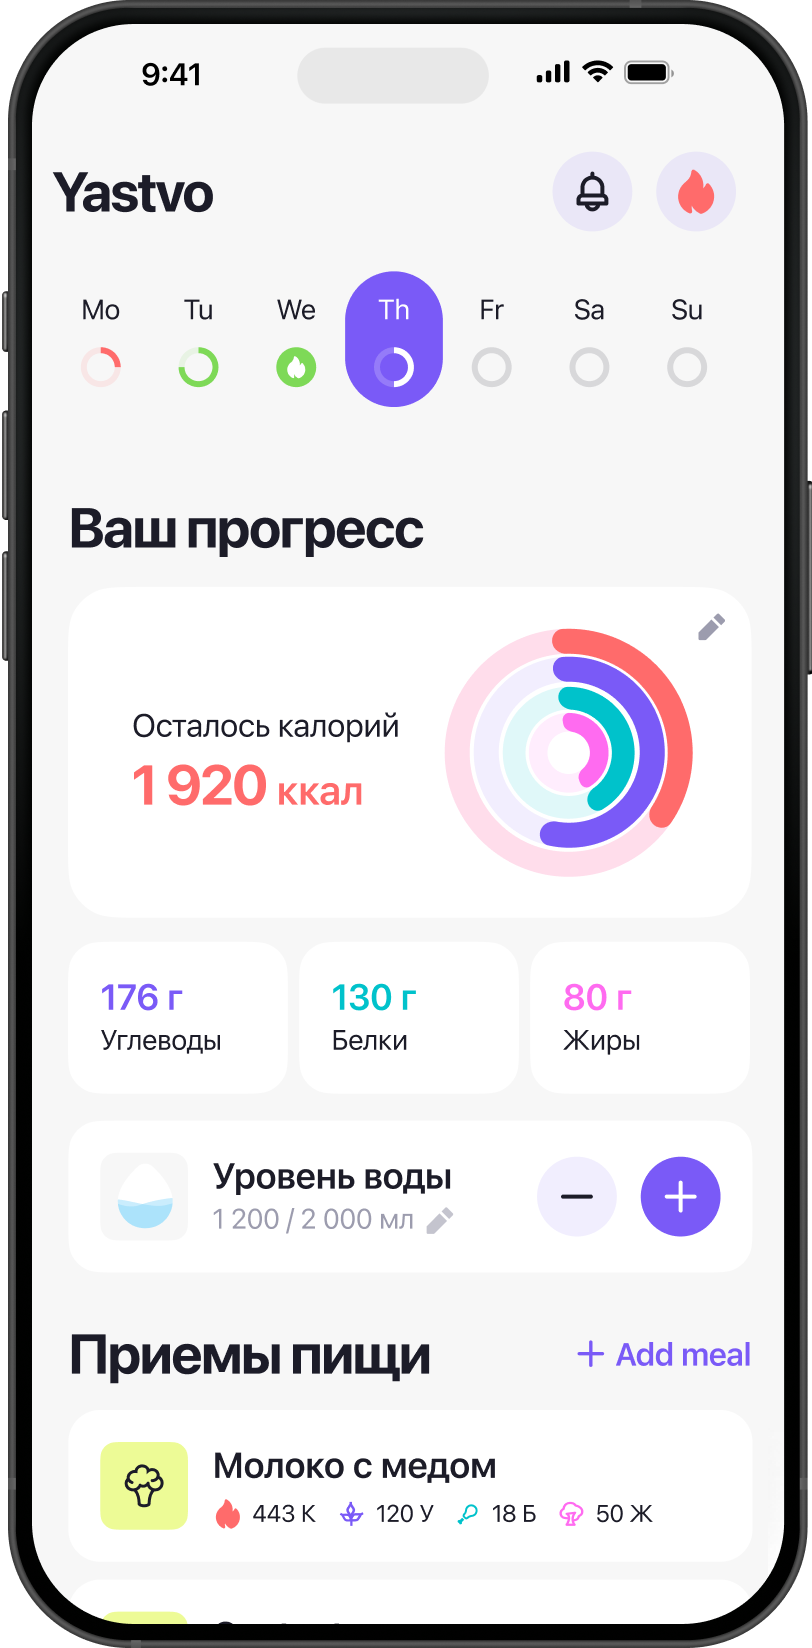 9:41
Yastvo
Mo Tu We Th Fr Sa Su
Ваш прогресс
Осталось калорий
1 920 ккал
176 г 130 г 80 г
Углеводы Белки Жиры
Уровень воды
1 200 / 2 000 мл
Приемы пищи + Add meal
Молоко с медом
443 К 120 У 18 Б 50 Ж